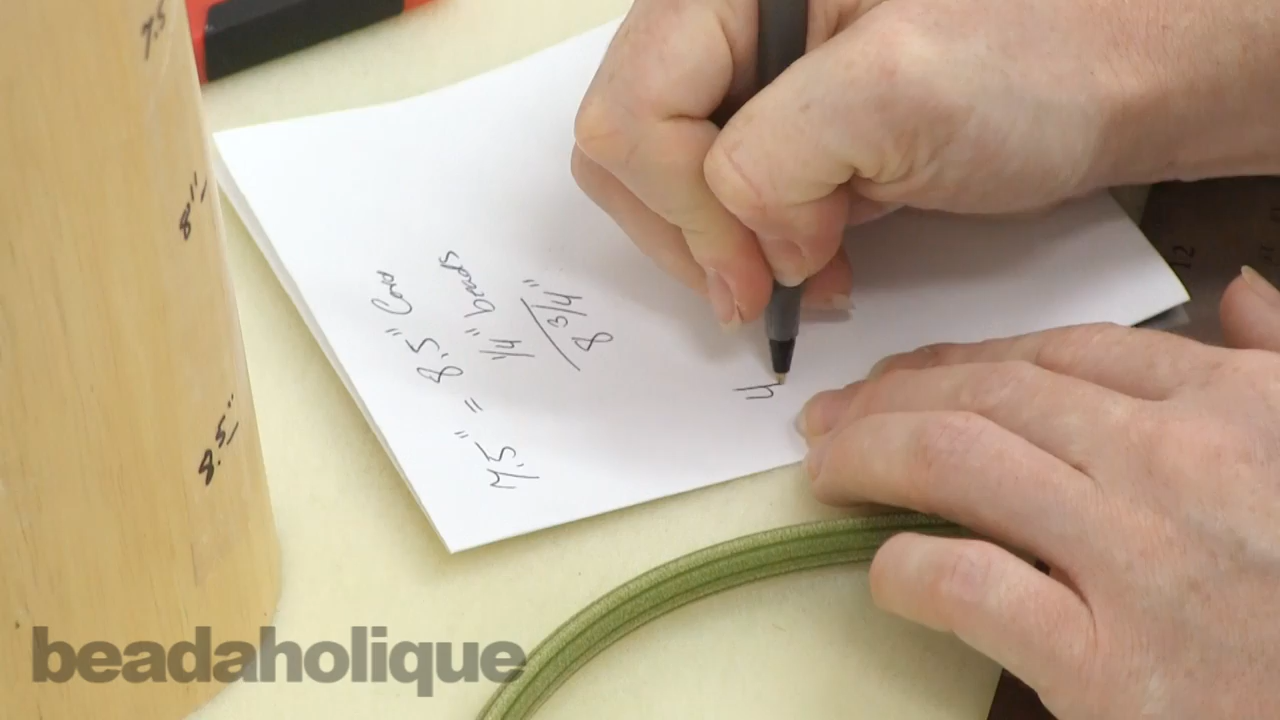 7.5
8"
8.5"
7.5" = 8.5" Cord
1/4" beads
8 3/4"
4
12
beadaholique